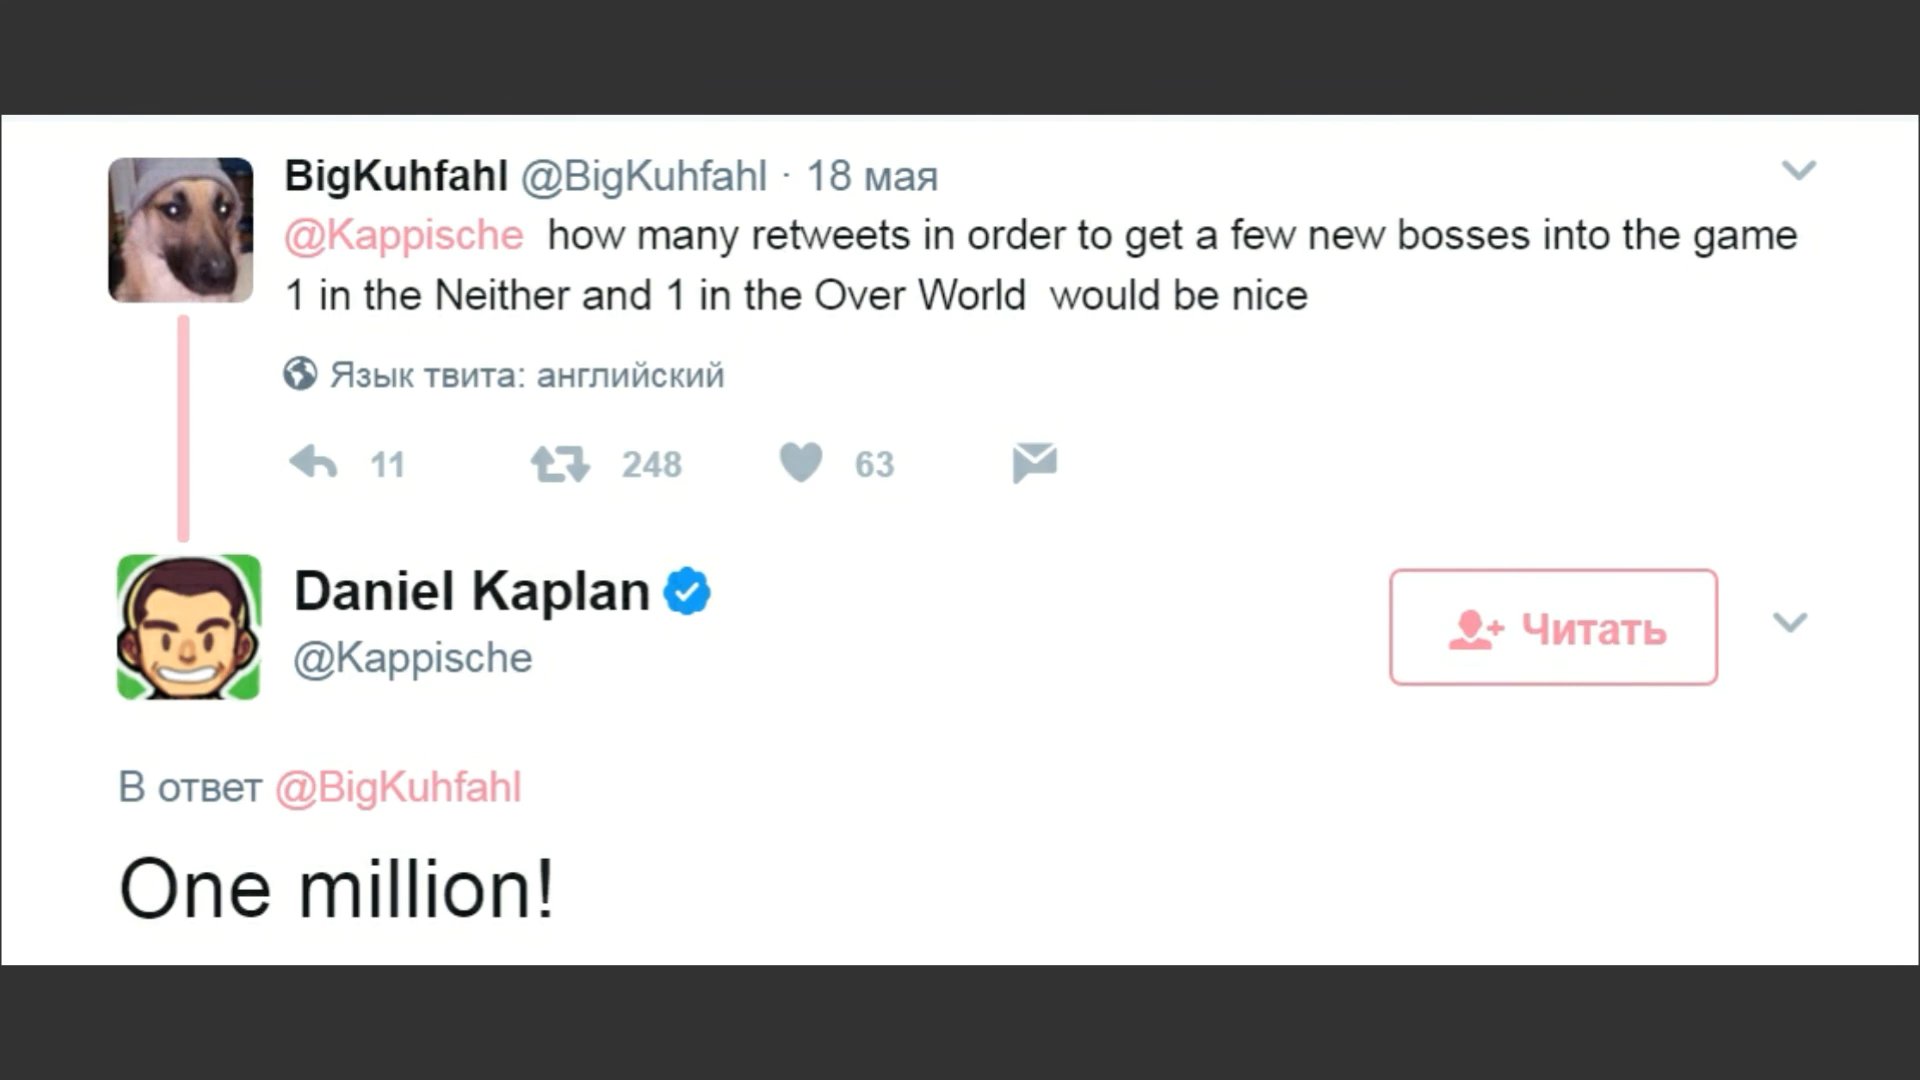 BigKuhfahl @BigKuhfahl · 18 мая
@Kappische how many retweets in order to get a few new bosses into the game
1 in the Neither and 1 in the Over World would be nice
Язык твита: английский
11 248 63
Daniel Kaplan
@Kappische
Читать
В ответ @BigKuhfahl
One million!